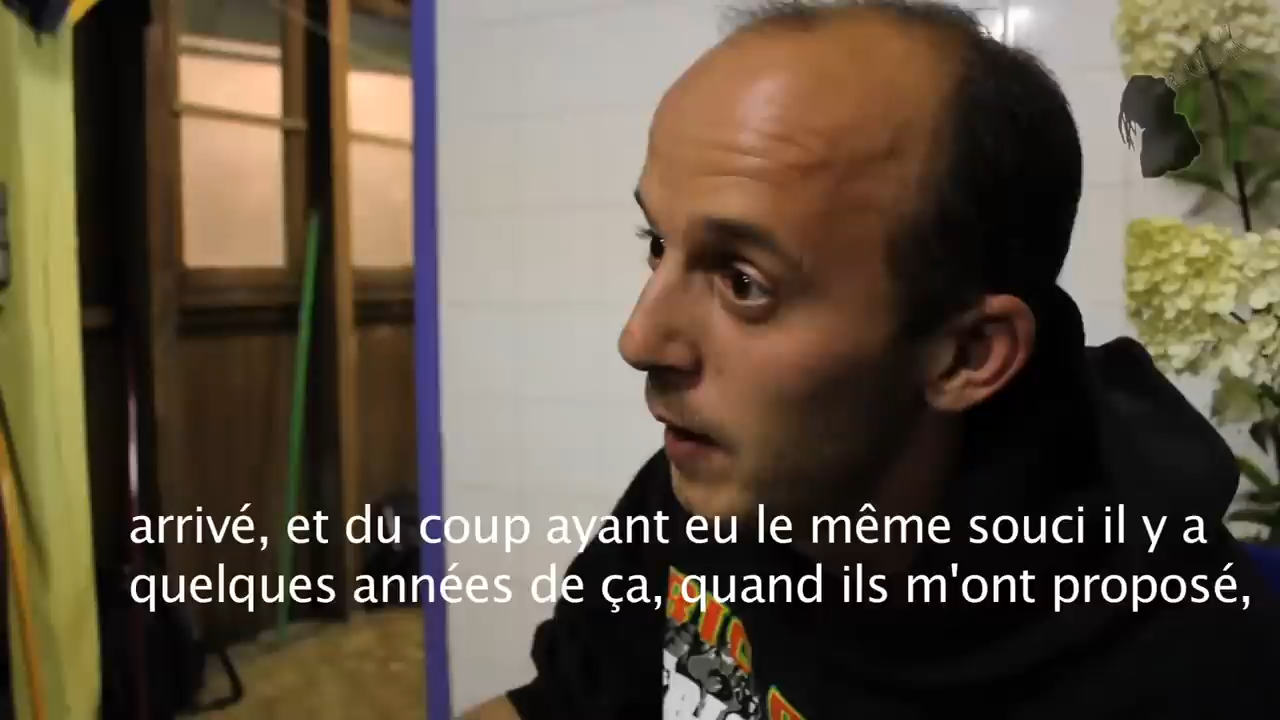 arrivé, et du coup ayant eu le même souci il y a
quelques années de ça, quand ils m'ont proposé,